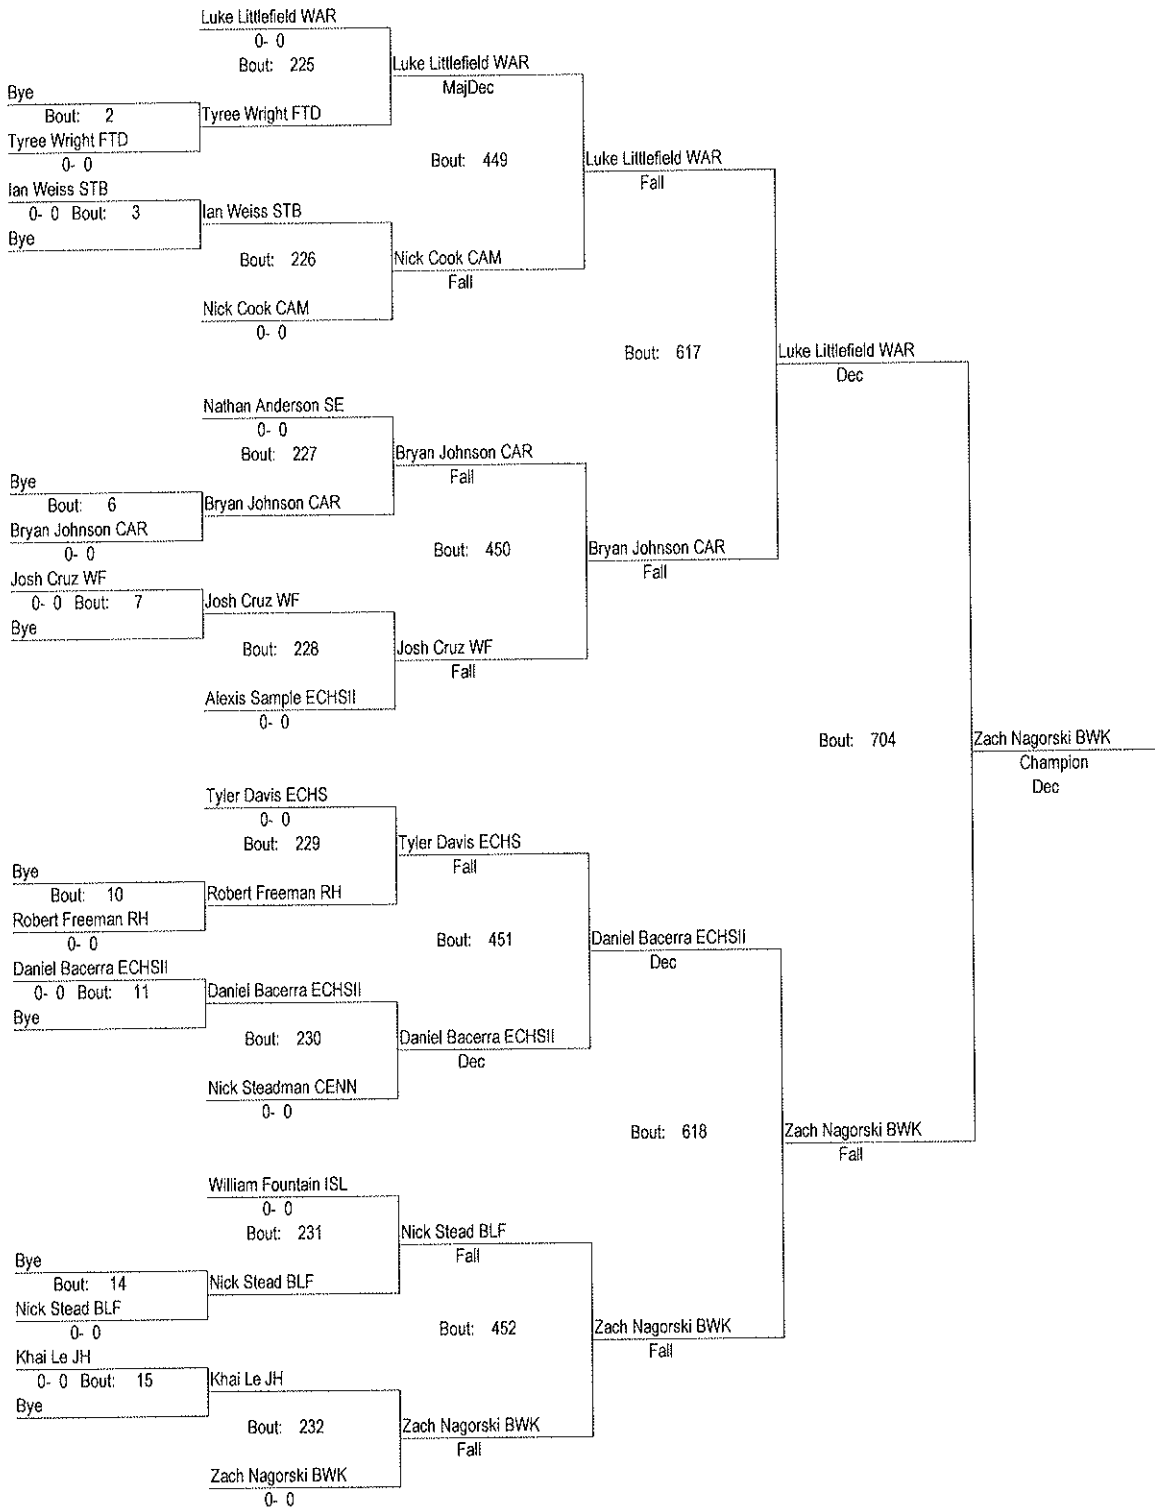 Luke Littlefield WAR
0- 0
Bout: 225
Luke Littlefield WAR
MajDec
Bye
Bout: 2
Tyree Wright FTD
Tyree Wright FTD
0- 0
Bout: 449
Luke Littlefield WAR
Fall
Ian Weiss STB
0- 0 Bout: 3
Ian Weiss STB
Bye
Bout: 226
Nick Cook CAM
Fall
Nick Cook CAM
0- 0
Bout: 617
Luke Littlefield WAR
Dec
Nathan Anderson SE
0- 0
Bout: 227
Bryan Johnson CAR
Fall
Bye
Bout: 6
Bryan Johnson CAR
Bryan Johnson CAR
0- 0
Bout: 450
Bryan Johnson CAR
Fall
Josh Cruz WF
0- 0 Bout: 7
Josh Cruz WF
Bye
Bout: 228
Josh Cruz WF
Fall
Alexis Sample ECHSII
0- 0
Bout: 704
Zach Nagorski BWK
Champion
Dec
Tyler Davis ECHS
0- 0
Bout: 229
Tyler Davis ECHS
Fall
Bye
Bout: 10
Robert Freeman RH
Robert Freeman RH
0- 0
Bout: 451
Daniel Bacerra ECHSII
Dec
Daniel Bacerra ECHSII
0- 0 Bout: 11
Daniel Bacerra ECHSII
Bye
Bout: 230
Daniel Bacerra ECHSII
Dec
Nick Steadman CENN
0- 0
Bout: 618
Zach Nagorski BWK
Fall
William Fountain ISL
0- 0
Bout: 231
Nick Stead BLF
Fall
Bye
Bout: 14
Nick Stead BLF
Nick Stead BLF
0- 0
Bout: 452
Zach Nagorski BWK
Fall
Khai Le JH
0- 0 Bout: 15
Khai Le JH
Bye
Bout: 232
Zach Nagorski BWK
Fall
Zach Nagorski BWK
0- 0